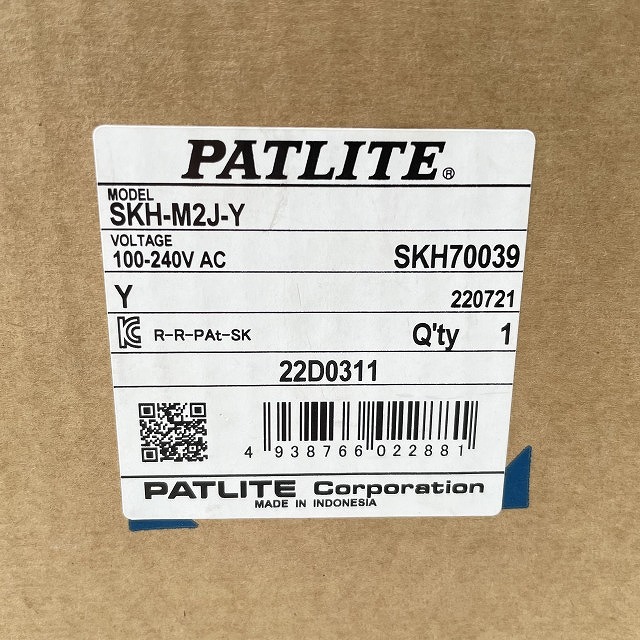 PATLITE®
MODEL
SKH-M2J-Y
VOLTAGE
100-240V AC SKH70039
Y 220721
R-R-PAt-SK Q'ty 1
22D0311
4 938766 022881
PATLITE Corporation
MADE IN INDONESIA